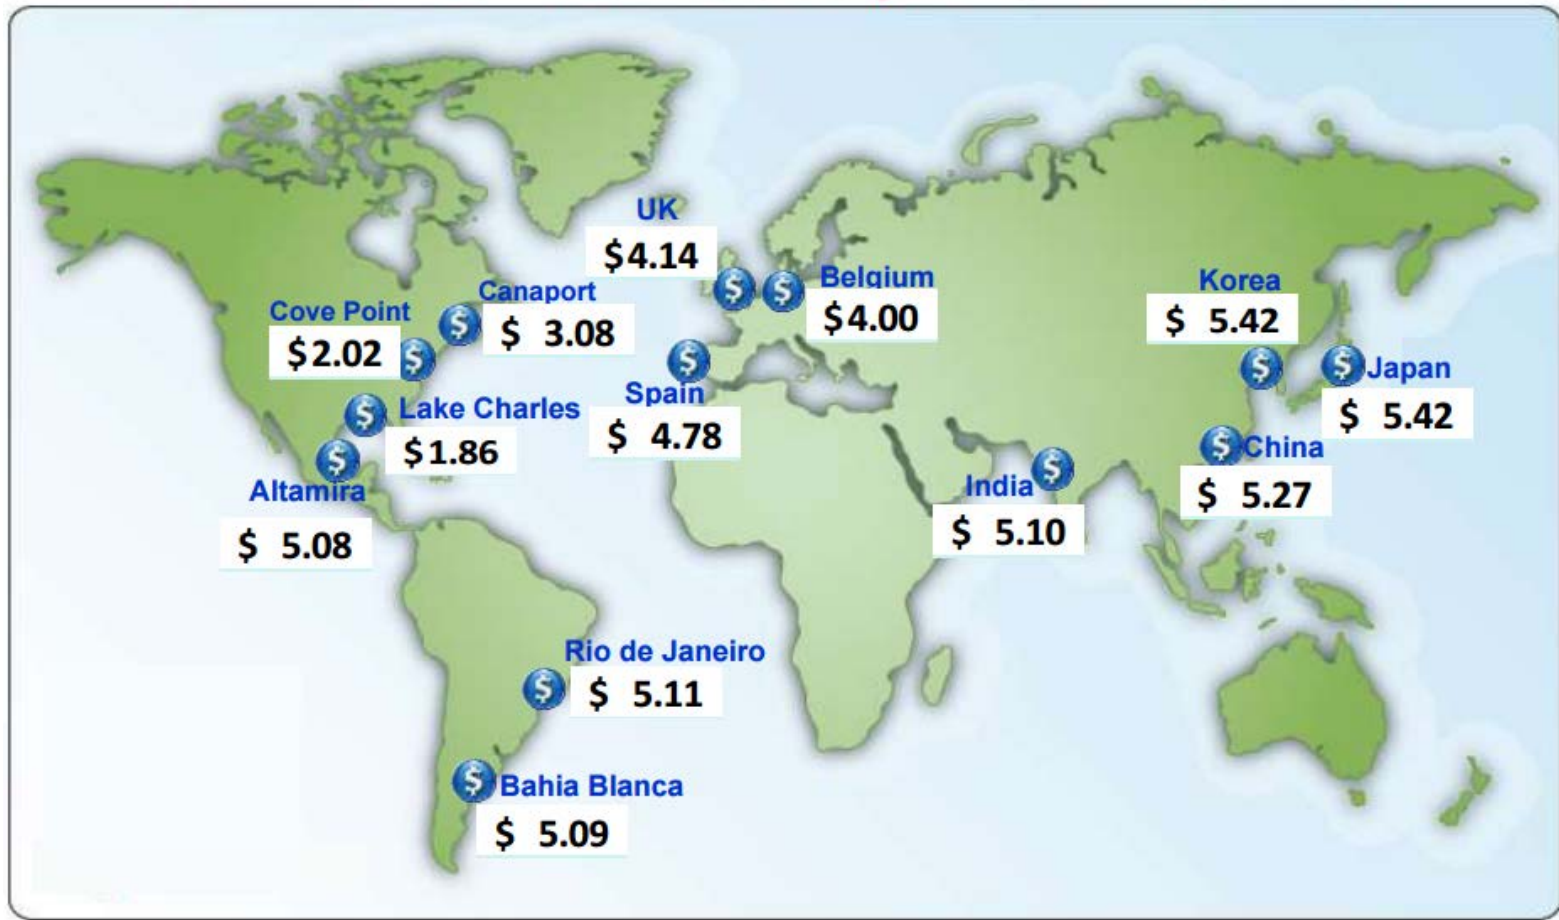 UK
$4.14
Belgium
$4.00
Canaport
$ 3.08
Cove Point
$2.02
Korea
$ 5.42
Japan
$ 5.42
Lake Charles
$1.86
Spain
$ 4.78
China
$ 5.27
Altamira
$ 5.08
India
$ 5.10
Rio de Janeiro
$ 5.11
Bahia Blanca
$ 5.09